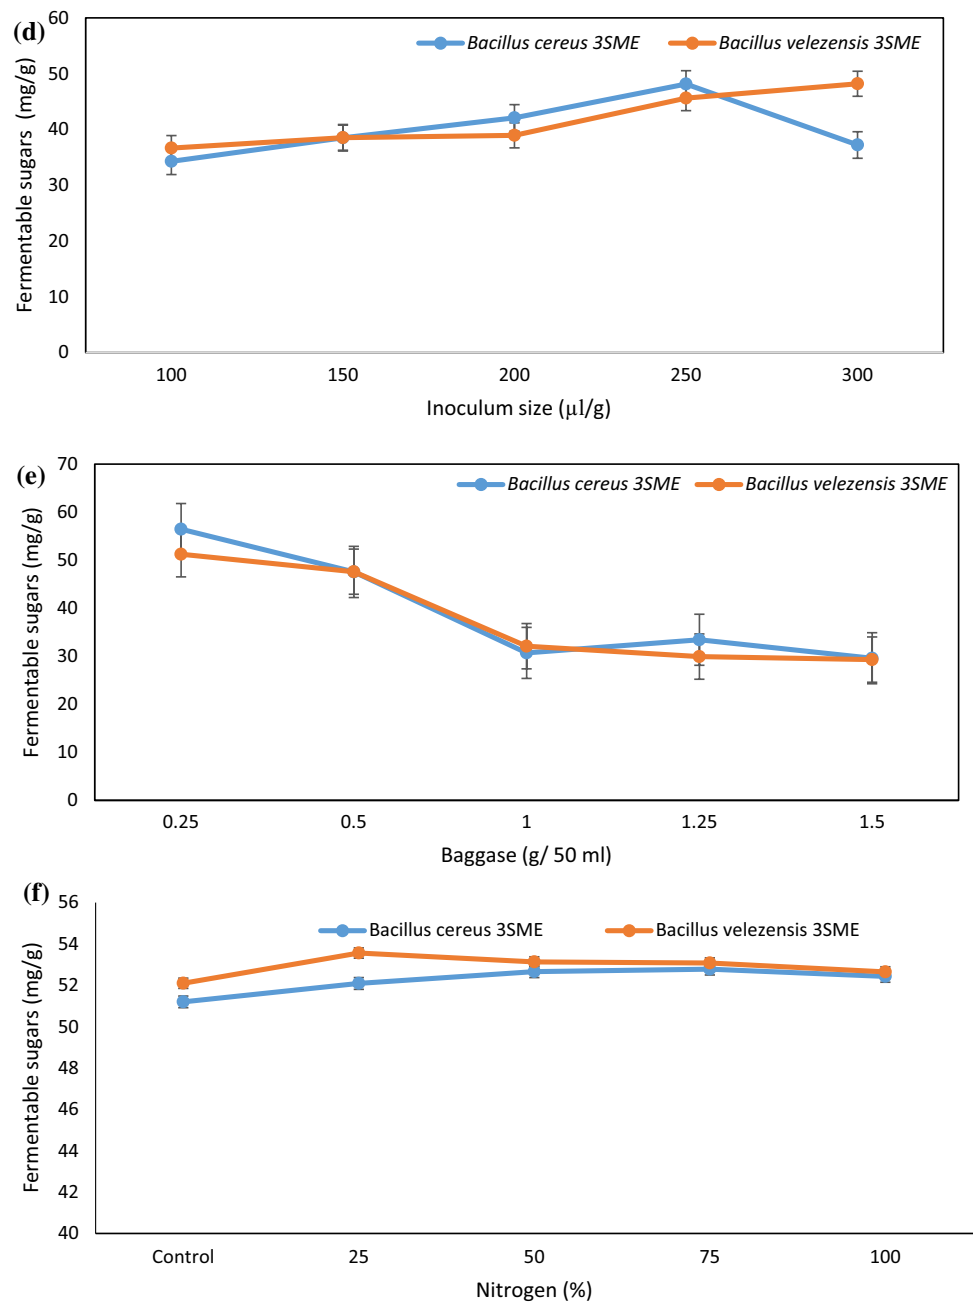 (d)
60
50
40
30
20
10
0
Fermentable sugars (mg/g)
Bacillus cereus 3SME Bacillus velezensis 3SME
100 150 200 250 300
Inoculum size (µl/g)
(e)
70
60
50
40
30
20
10
0
Fermentable sugars (mg/g)
Bacillus cereus 3SME Bacillus velezensis 3SME
0.25 0.5 1 1.25 1.5
Baggase (g/ 50 ml)
(f)
56
54
52
50
48
46
44
42
40
Fermentable sugars (mg/g)
Bacillus cereus 3SME Bacillus velezensis 3SME
Control 25 50 75 100
Nitrogen (%)